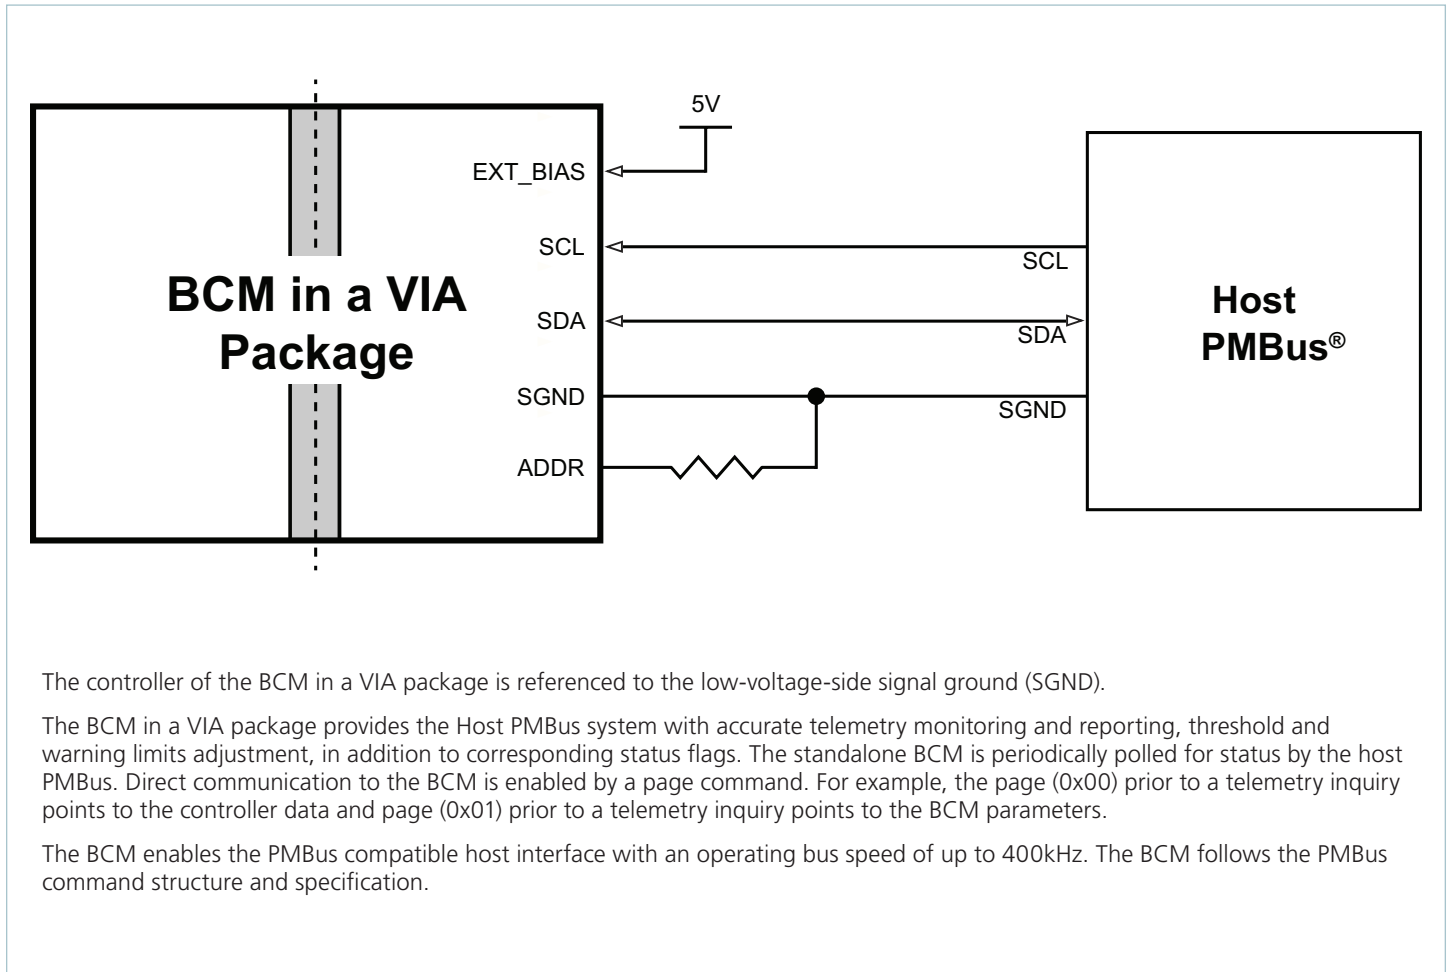 5V
EXT_BIAS
SCL
SCL
BCM in a VIA
Package
SDA
SDA
Host
PMBus®
SGND
SGND
ADDR
The controller of the BCM in a VIA package is referenced to the low-voltage-side signal ground (SGND).
The BCM in a VIA package provides the Host PMBus system with accurate telemetry monitoring and reporting, threshold and
warning limits adjustment, in addition to corresponding status flags. The standalone BCM is periodically polled for status by the host
PMBus. Direct communication to the BCM is enabled by a page command. For example, the page (0x00) prior to a telemetry inquiry
points to the controller data and page (0x01) prior to a telemetry inquiry points to the BCM parameters.
The BCM enables the PMBus compatible host interface with an operating bus speed of up to 400kHz. The BCM follows the PMBus
command structure and specification.